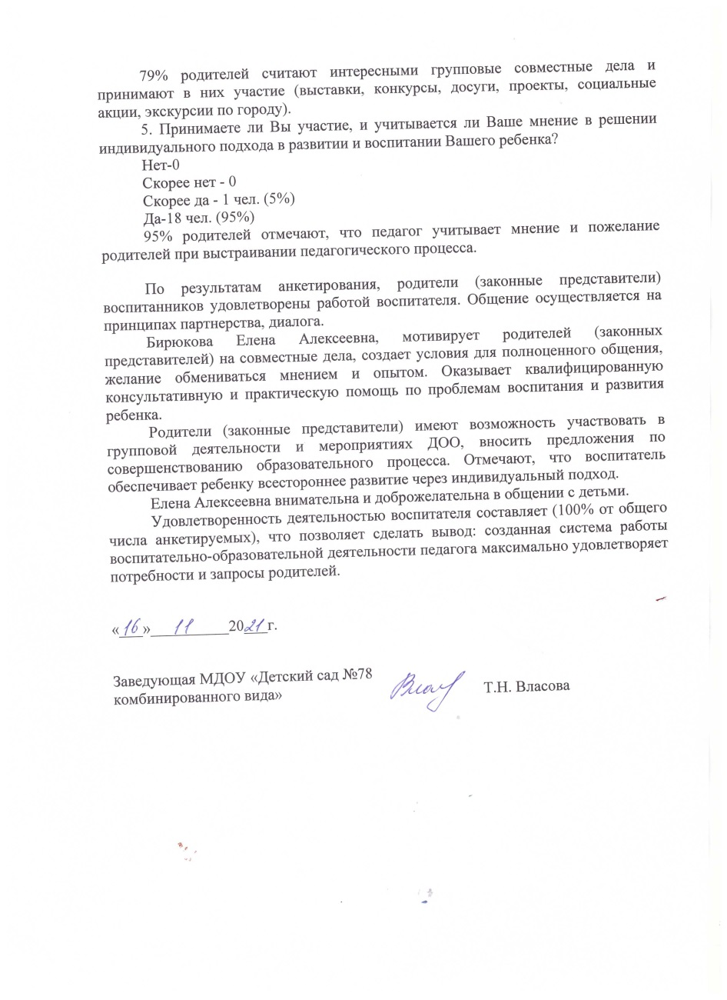 79% родителей считают интересными групповые совместные дела и
принимают в них участие (выставки, конкурсы, досуги, проекты, социальные
акции, экскурсии по городу).
5. Принимаете ли Вы участие, и учитывается ли Ваше мнение в решении
индивидуального подхода в развитии и воспитании Вашего ребенка?
Нет-0
Скорее нет - 0
Скорее да - 1 чел. (5%)
Да-18 чел. (95%)
95% родителей отмечают, что педагог учитывает мнение и пожелание
родителей при выстраивании педагогического процесса.
По результатам анкетирования, родители (законные представители)
воспитанников удовлетворены работой воспитателя. Общение осуществляется на
принципах партнерства, диалога.
Бирюкова Елена Алексеевна, мотивирует родителей (законных
представителей) на совместные дела, создает условия для полноценного общения,
желание обмениваться мнением и опытом. Оказывает квалифицированную
консультативную и практическую помощь по проблемам воспитания и развития
ребенка.
Родители (законные представители) имеют возможность участвовать в
групповой деятельности и мероприятиях ДОО, вносить предложения по
совершенствованию образовательного процесса. Отмечают, что воспитатель
обеспечивает ребенку всестороннее развитие через индивидуальный подход.
Елена Алексеевна внимательна и доброжелательна в общении с детьми.
Удовлетворенность деятельностью воспитателя составляет (100% от общего
числа анкетируемых), что позволяет сделать вывод: созданная система работы
воспитательно-образовательной деятельности педагога максимально удовлетворяет
потребности и запросы родителей.
«16» 11 2021г.
Заведующая МДОУ «Детский сад №78
комбинированного вида» Т.Н. Власова